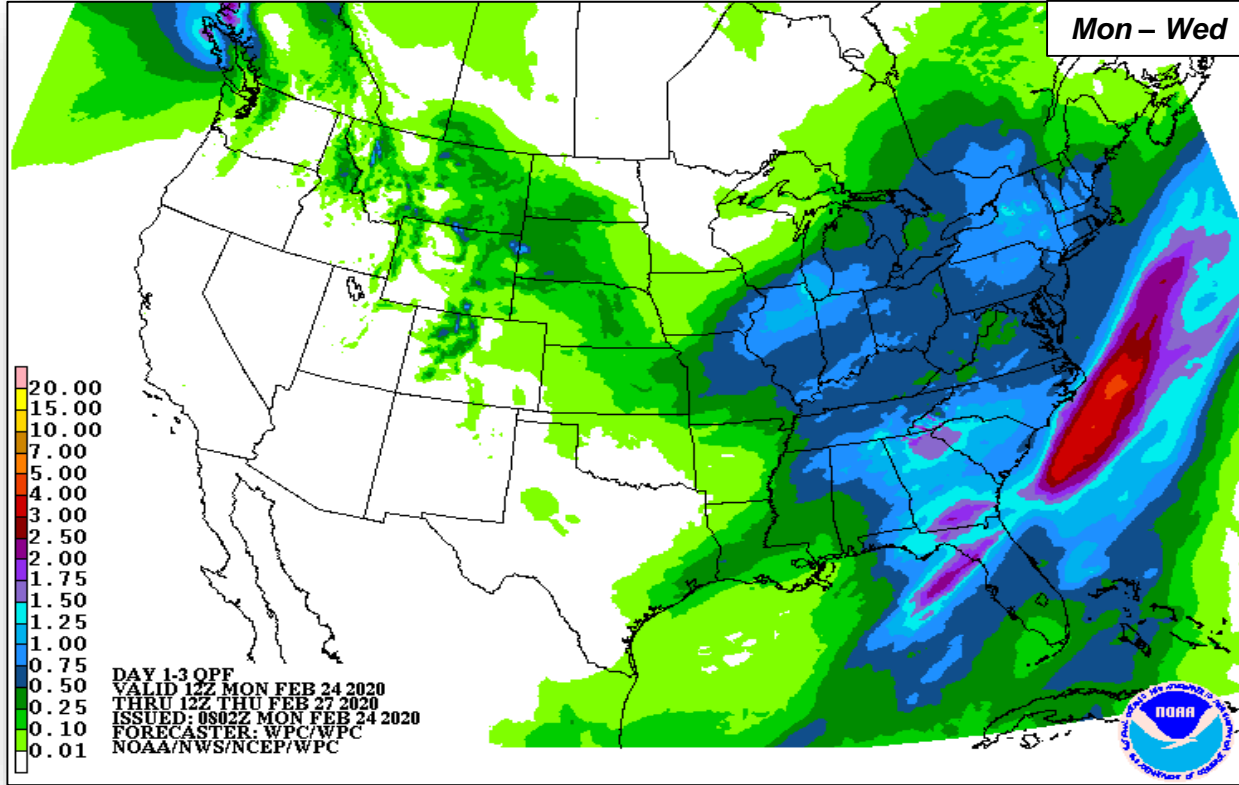 Mon – Wed
20.00
15.00
10.00
7.00
5.00
4.00
3.00
2.50
2.00
1.75
1.50
1.25
1.00
0.75
0.50
0.25
0.10
0.01
DAY 1-3 QPF
VALID 12Z MON FEB 24 2020
THRU 12Z THU FEB 27 2020
ISSUED: 0802Z MON FEB 24 2020
FORECASTER: WPC/WPC
NOAA/NWS/NCEP/WPC
NOAA